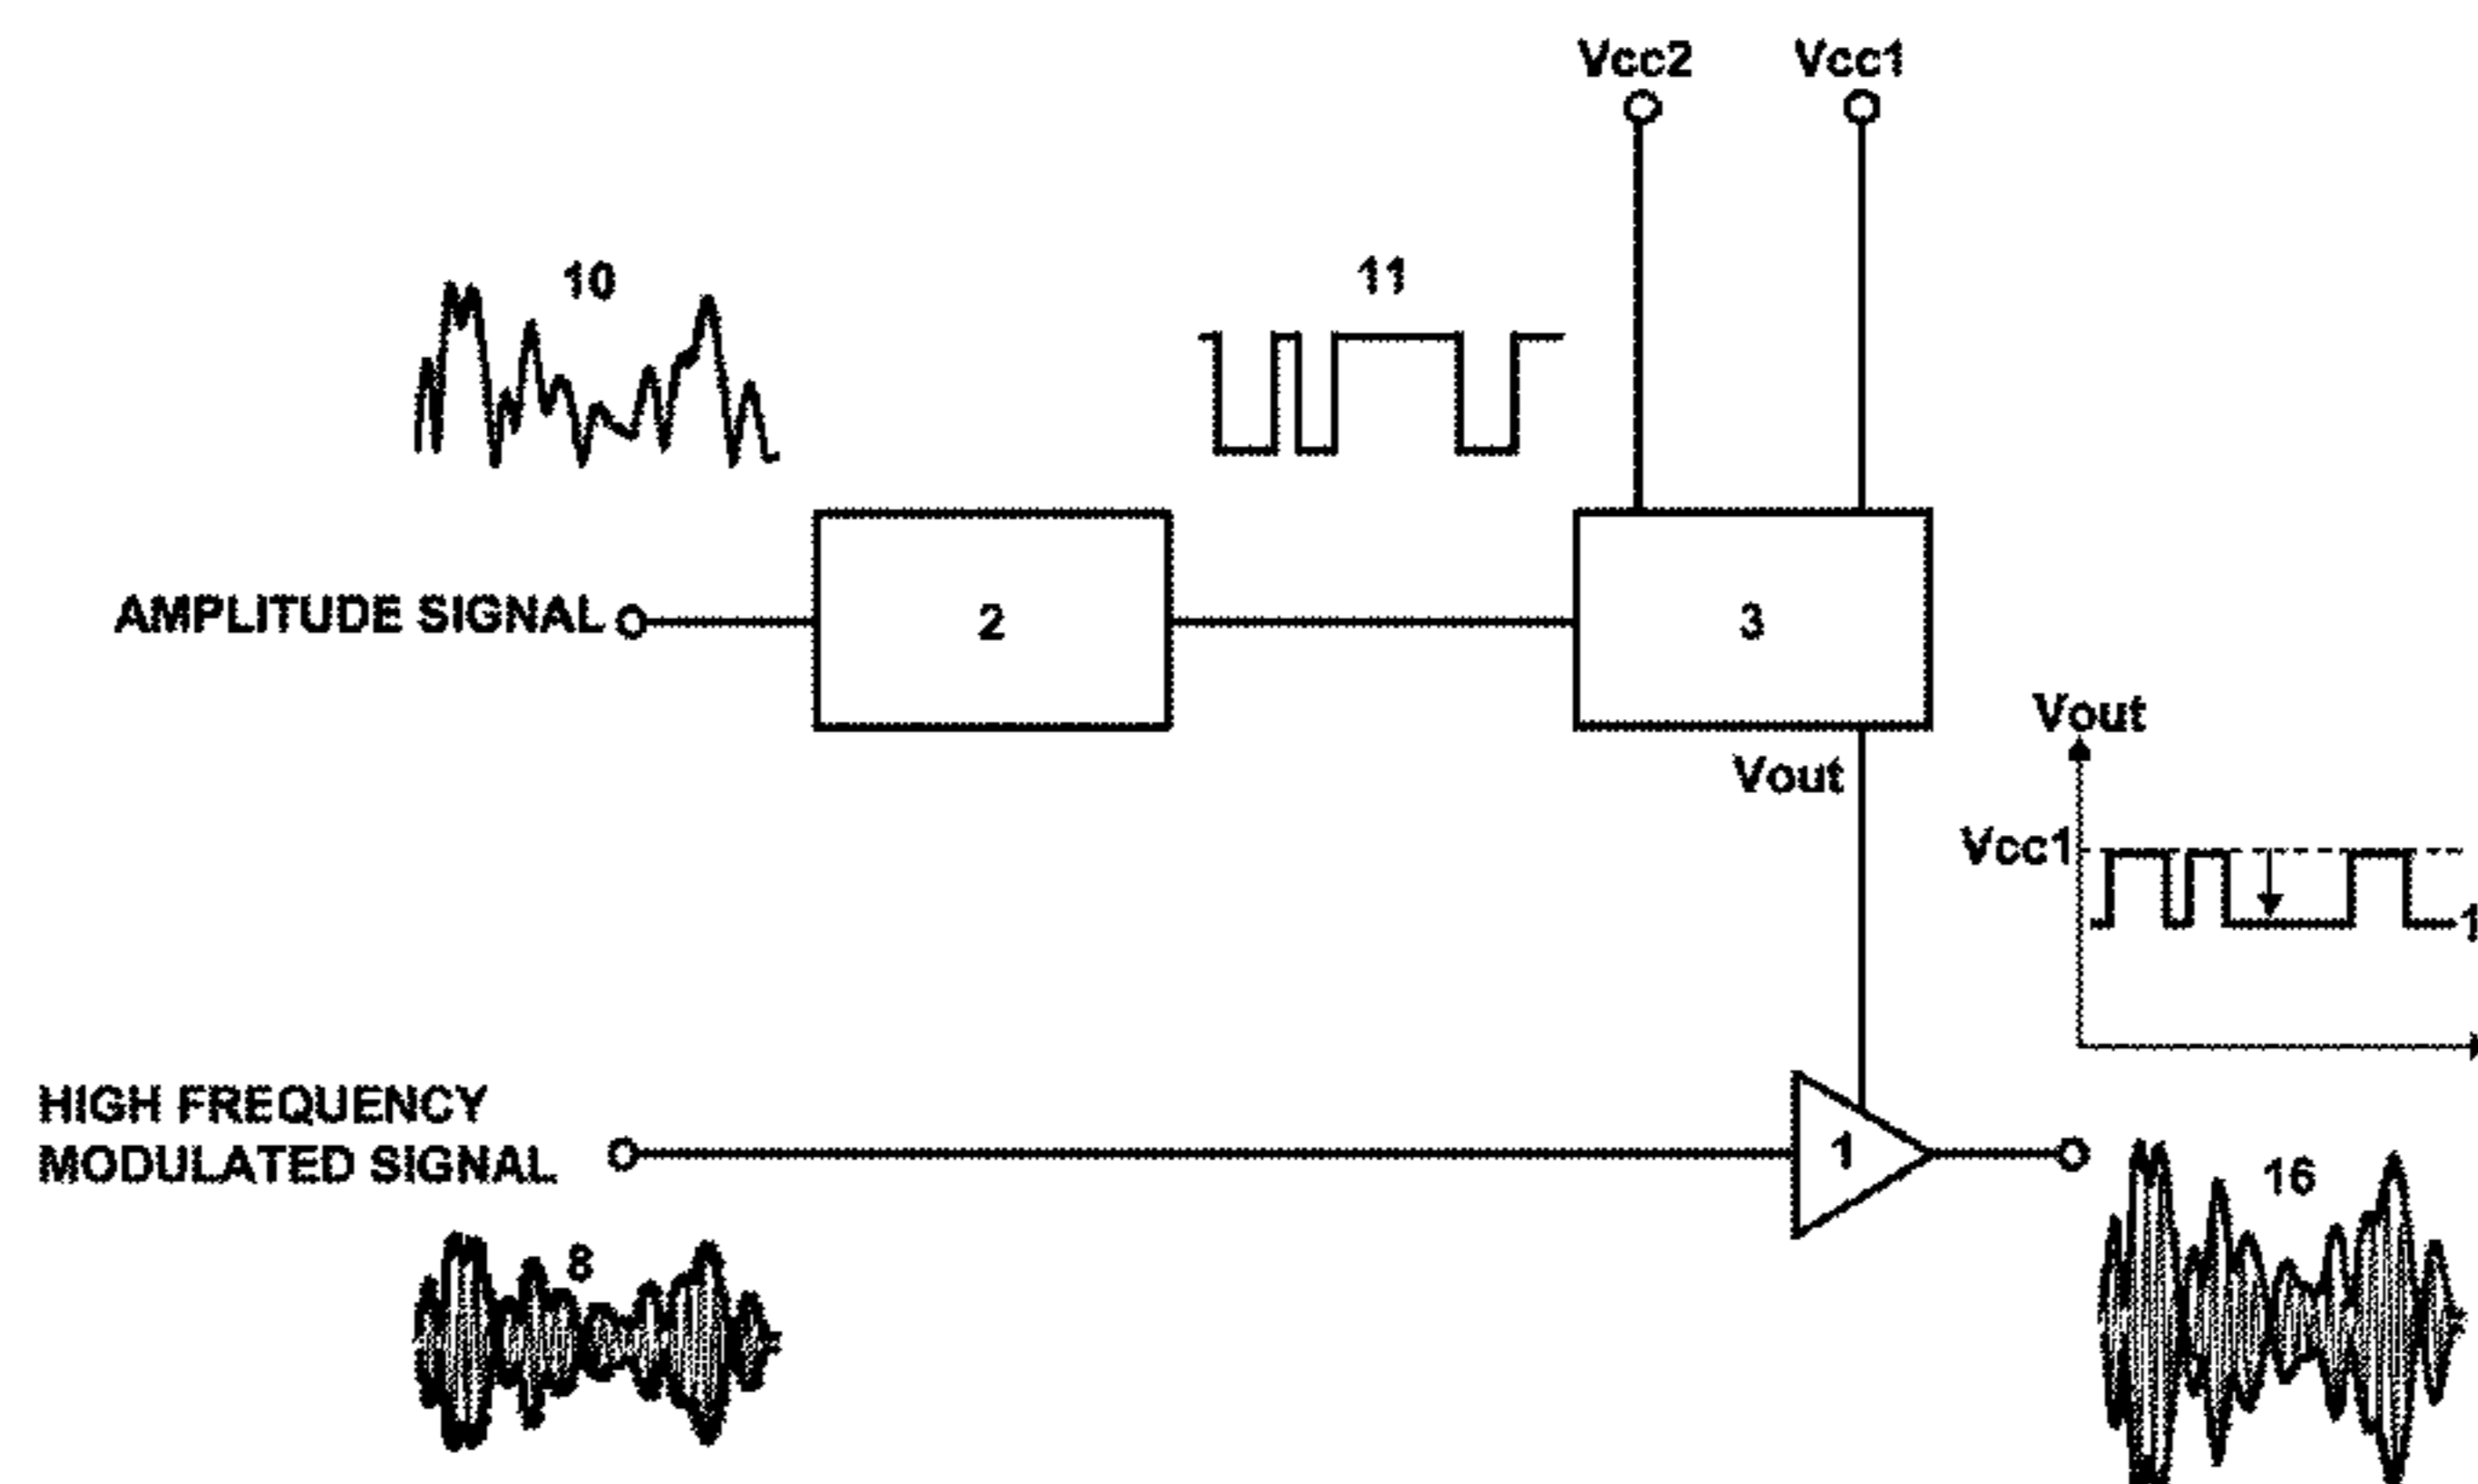 Vcc2 Vcc1
10
11
AMPLITUDE SIGNAL
2
3
Vout
Vout
Vcc1
HIGH FREQUENCY
MODULATED SIGNAL
1
8
16